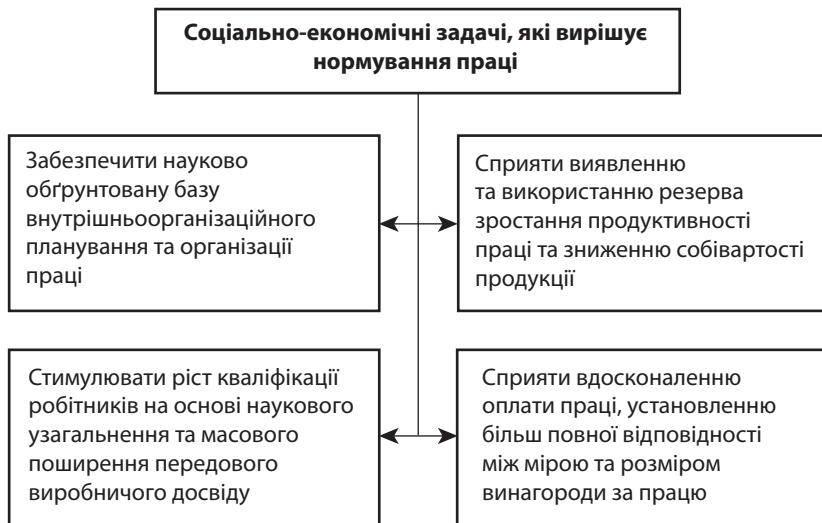 Соціально-економічні задачі, які вирішує
нормування праці
Забезпечити науково
обґрунтовану базу
внутрішньоорганізаційного
планування та організації
праці
Сприяти виявленню
та використанню резерва
зростання продуктивності
праці та зниженню собівартості
продукції
Стимулювати ріст кваліфікації
робітників на основі наукового
узагальнення та масового
поширення передового
виробничого досвіду
Сприяти вдосконаленню
оплати праці, установленню
більш повної відповідності
між мірою та розміром
винагороди за працю